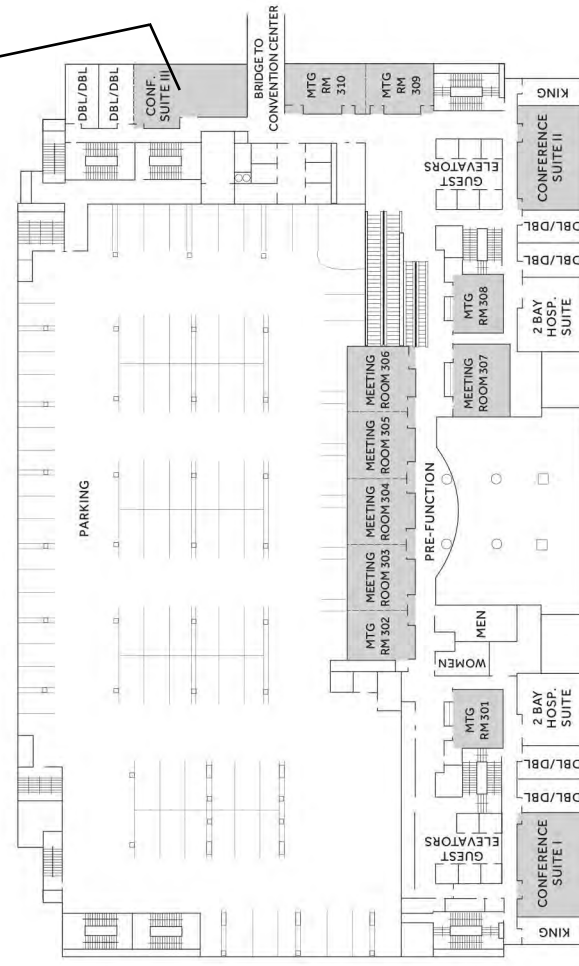 DBL/DBL
DBL/DBL
CONF.
SUITE III
BRIDGE TO
CONVENTION CENTER
MTG
RM
310
MTG
RM
309
KING
GUEST
ELEVATORS
CONFERENCE
SUITE II
DBL/DBL
DBL/DBL
MTG
RM 308
2 BAY
HOSP.
SUITE
MEETING
ROOM 307
MEETING
ROOM 306
MEETING
ROOM 305
MEETING
ROOM 304
MEETING
ROOM 303
MTG
RM 302
PARKING
PRE-FUNCTION
MEN
WOMEN
MTG
RM 301
2 BAY
HOSP.
SUITE
DBL/DBL
DBL/DBL
GUEST
ELEVATORS
CONFERENCE
SUITE I
KING